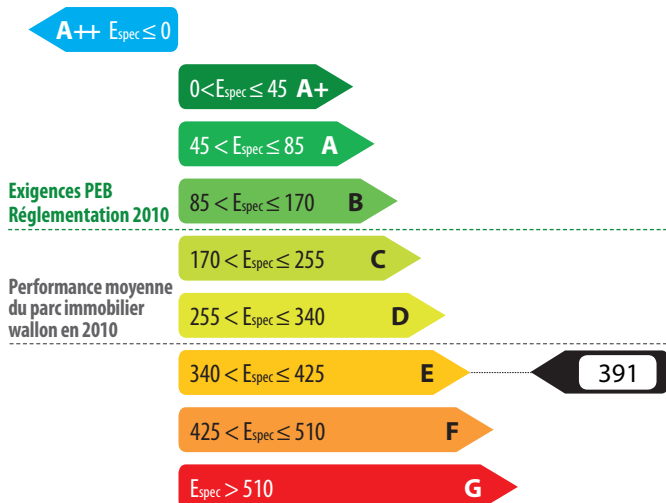 A++ Espec ≤ 0
0 < Espec ≤ 45 A+
45 < Espec ≤ 85 A
Exigences PEB
Réglementation 2010
85 < Espec ≤ 170 B
170 < Espec ≤ 255 C
Performance moyenne
du parc immobilier
wallon en 2010
255 < Espec ≤ 340 D
340 < Espec ≤ 425 E
391
425 < Espec ≤ 510 F
Espec > 510 G